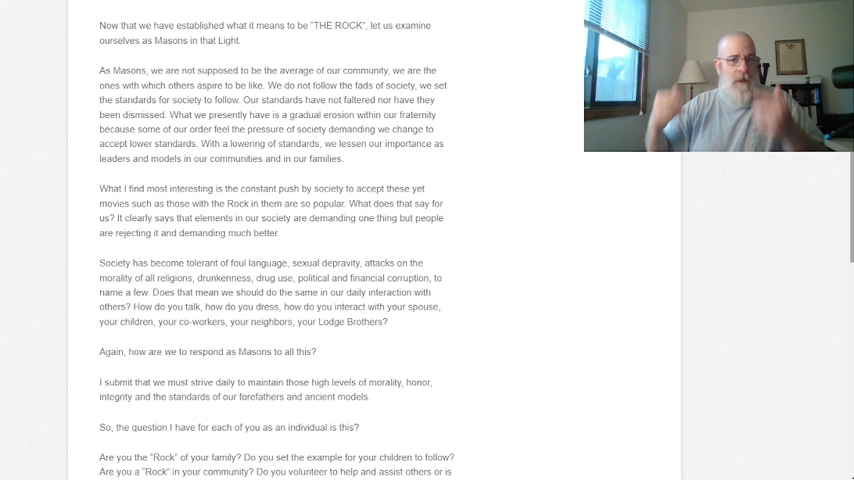 Now that we have established what it means to be "THE ROCK", let us examine
ourselves as Masons in that Light.
As Masons, we are not supposed to be the average of our community, we are the
ones with which others aspire to be like. We do not follow the fads of society, we set
the standards for society to follow. Our standards have not faltered nor have they
been dismissed. What we presently have is a gradual erosion within our fraternity
because some of our order feel the pressure of society demanding we change to
accept lower standards. With a lowering of standards, we lessen our importance as
leaders and models in our communities and in our families.
What I find most interesting is the constant push by society to accept these yet
movies such as those with the Rock in them are so popular. What does that say for
us? It clearly says that elements in our society are demanding one thing but people
are rejecting it and demanding much better.
Society has become tolerant of foul language, sexual depravity, attacks on the
morality of all religions, drunkenness, drug use, political and financial corruption, to
name a few. Does that mean we should do the same in our daily interaction with
others? How do you talk, how do you dress, how do you interact with your spouse,
your children, your co-workers, your neighbors, your Lodge Brothers?
Again, how are we to respond as Masons to all this?
I submit that we must strive daily to maintain those high levels of morality, honor,
integrity and the standards of our forefathers and ancient models.
So, the question I have for each of you as an individual is this?
Are you the "Rock" of your family? Do you set the example for your children to follow?
Are you a "Rock" in your community? Do you volunteer to help and assist others or is